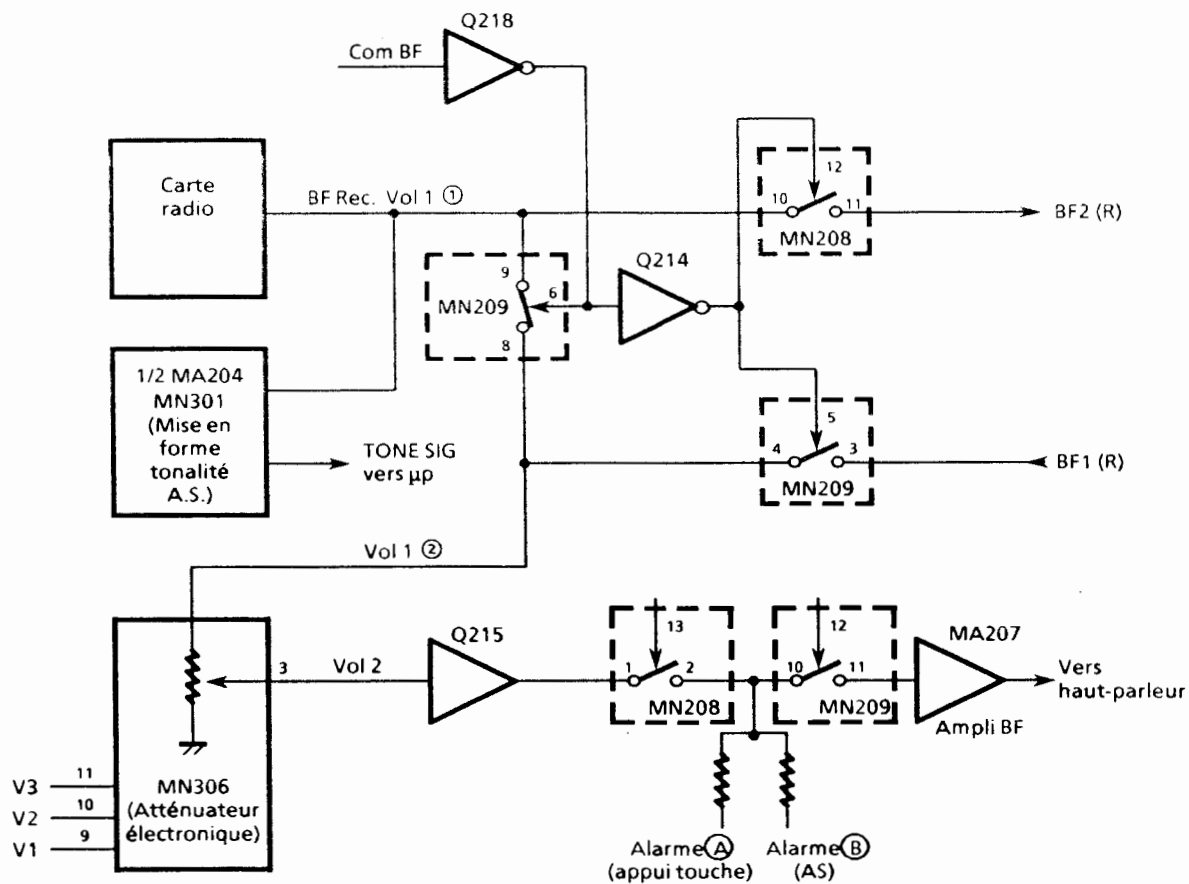 Q218
Com BF
Carte
radio
BF Rec. Vol 1 ①
12
10
11
MN208
BF2 (R)
Q214
9
6
MN209
8
1/2 MA204
MN301
(Mise en
forme
tonalité
A.S.)
TONE SIG
vers µp
5
4
3
MN209
BF1 (R)
Vol 1 ②
Q215
13
1
2
MN208
12
10
11
MN209
MA207
Vers
haut-parleur
Ampli BF
3
Vol 2
MN306
(Atténuateur
électronique)
V3
11
V2
10
V1
9
Alarme Ⓐ
(appui touche)
Alarme Ⓑ
(AS)